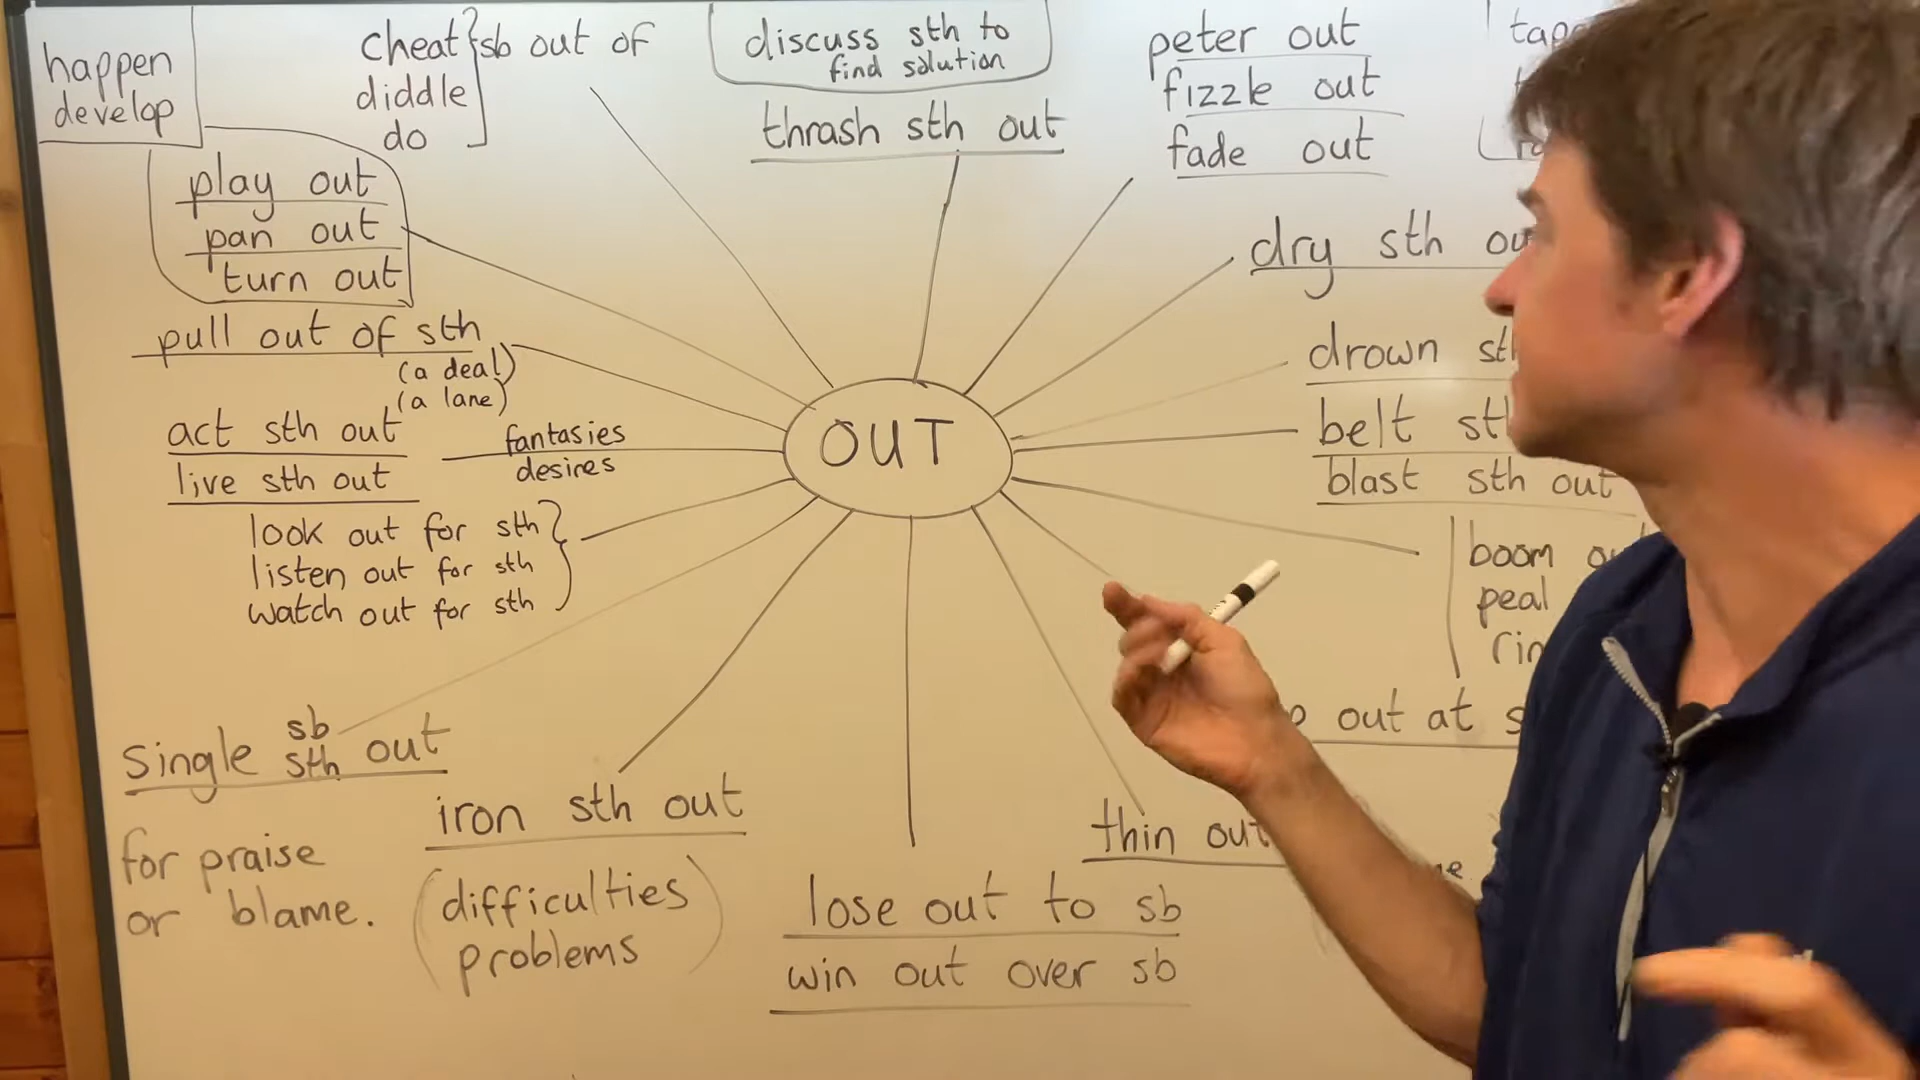 happen
develop
cheat } sb out of
diddle
do
discuss sth to
find solution
thrash sth out
peter out
fizzle out
fade out
play out
pan out
turn out
pull out of sth
(a deal)
(a lane)
act sth out
live sth out
fantasies
desires
look out for sth
listen out for sth
watch out for sth
OUT
dry sth
drown
belt
blast sth out
boom
peal
out at
single sb
sth out
for praise
or blame.
iron sth out
(difficulties
problems)
thin out
lose out to sb
win out over sb